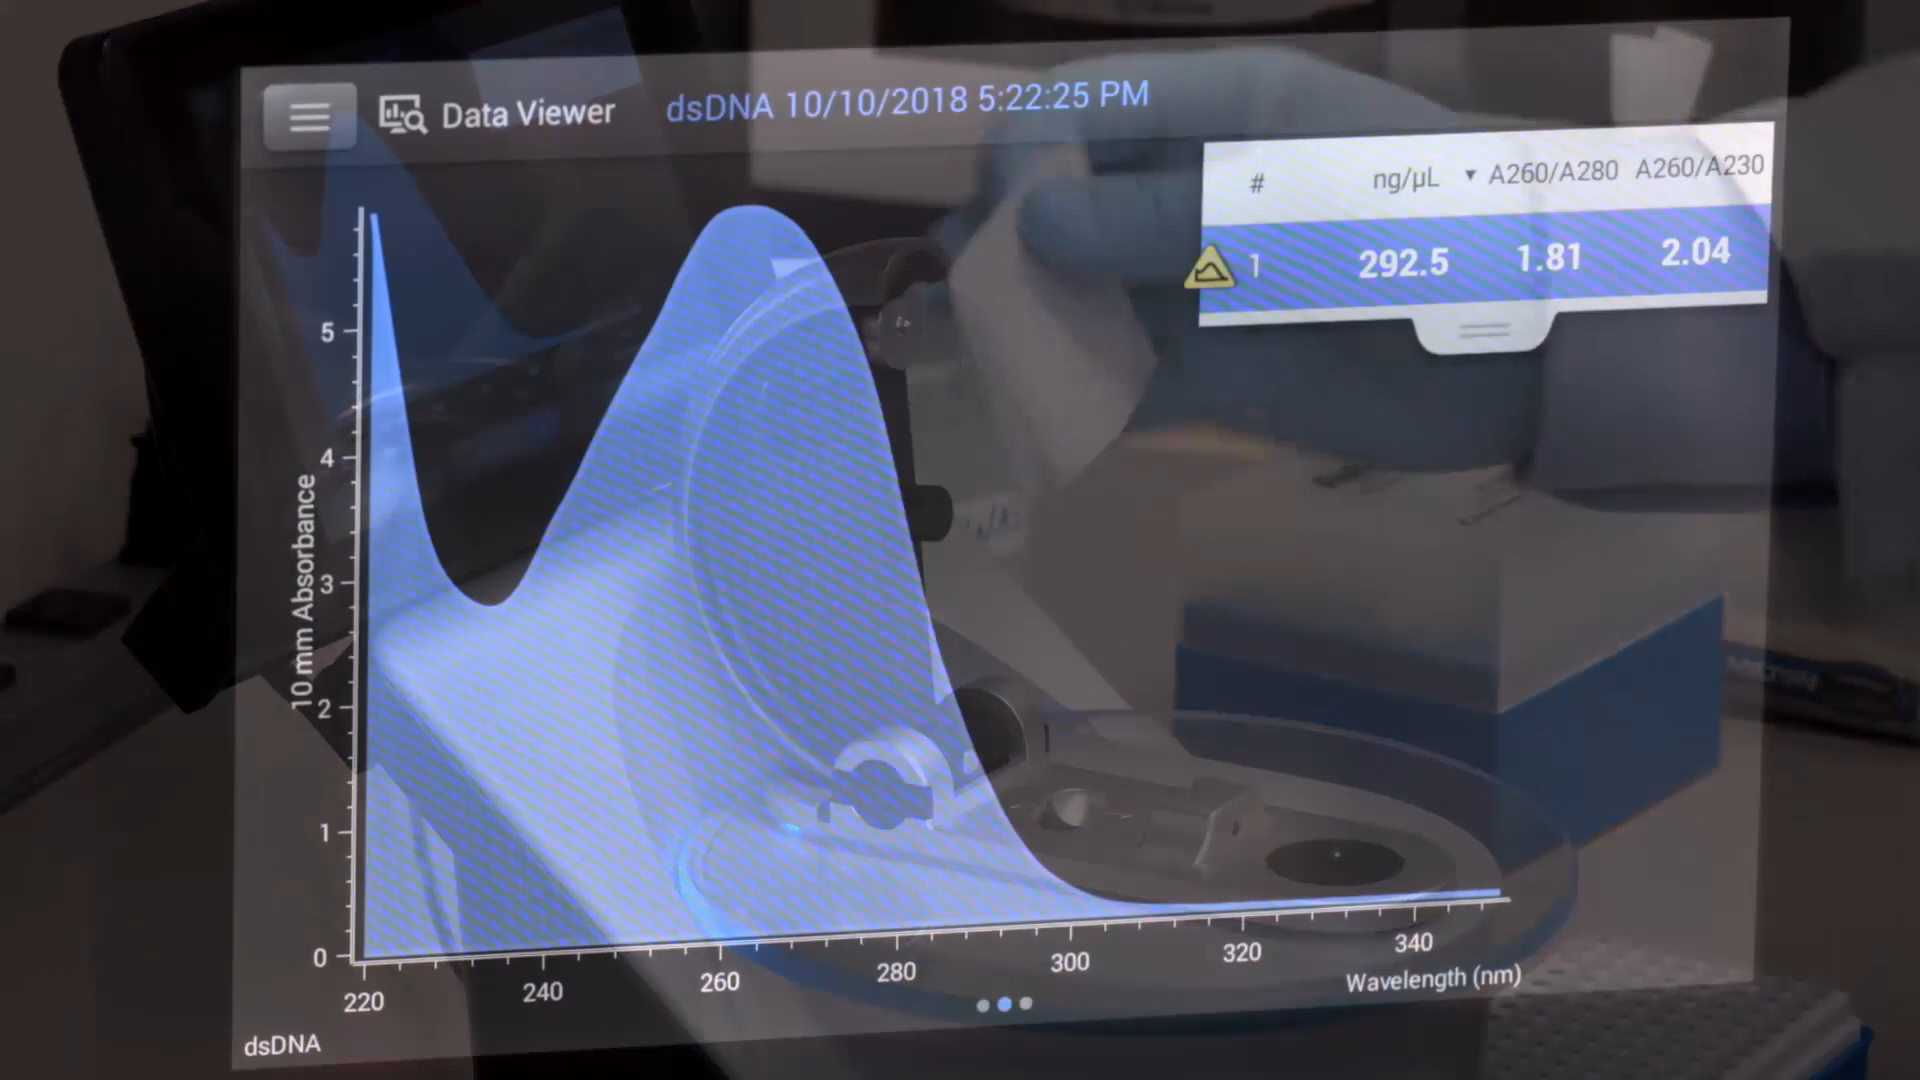 Data Viewer dsDNA 10/10/2018 5:22:25 PM
# ng/µL ▼ A260/A280 A260/A230
1 292.5 1.81 2.04
5
4
3
2
1
0
10 mm Absorbance
220 240 260 280 300 320 340
Wavelength (nm)
dsDNA